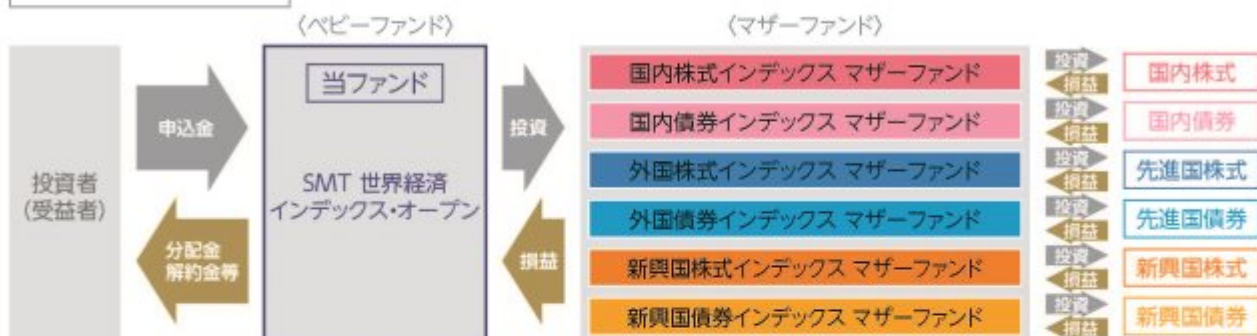 〈ベビーファンド〉
〈マザーファンド〉
投資者
(受益者)
申込金
分配金
解約金等
当ファンド
SMT 世界経済
インデックス・オープン
投資
損益
国内株式インデックス マザーファンド
投資
損益
国内株式
国内債券インデックス マザーファンド
投資
損益
国内債券
外国株式インデックス マザーファンド
投資
損益
先進国株式
外国債券インデックス マザーファンド
投資
損益
先進国債券
新興国株式インデックス マザーファンド
投資
損益
新興国株式
新興国債券インデックス マザーファンド
投資
損益
新興国債券